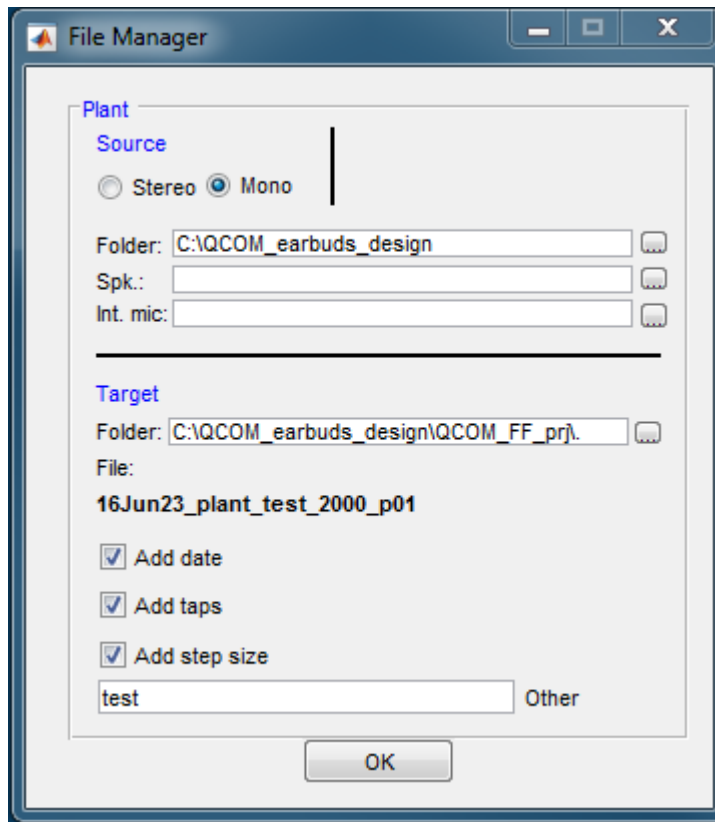 File Manager
Plant
Source
Stereo Mono
Folder: C:\QCOM_earbuds_design ...
Spk.: ...
Int. mic: ...
Target
Folder: C:\QCOM_earbuds_design\QCOM_FF_prj\. ...
File:
16Jun23_plant_test_2000_p01
Add date
Add taps
Add step size
test Other
OK